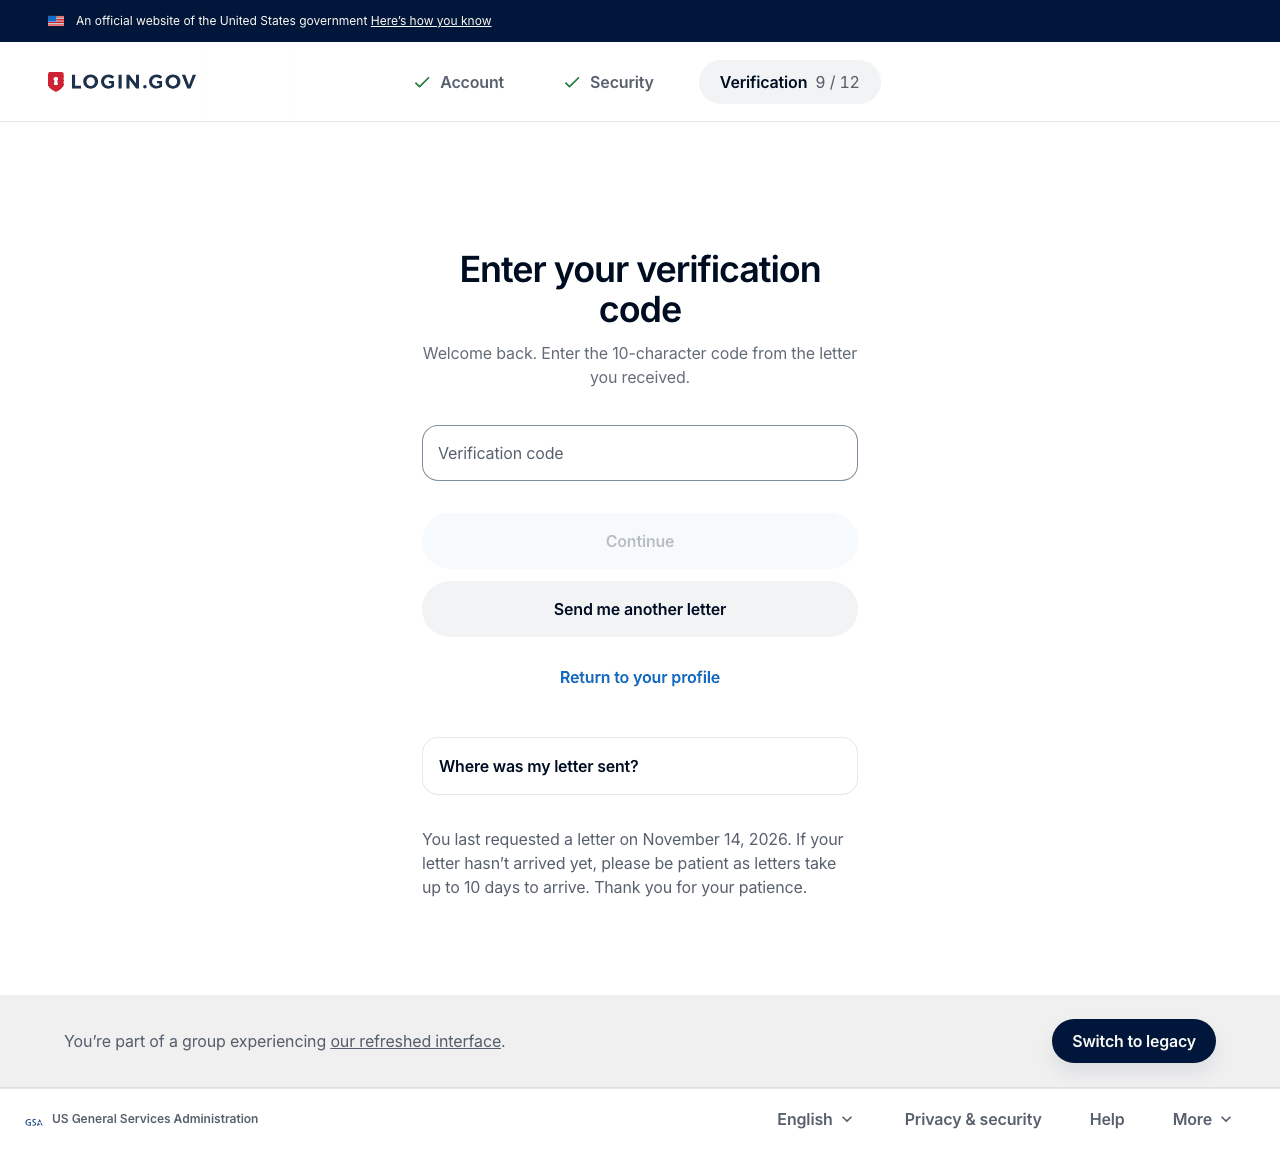 An official website of the United States government Here’s how you know
LOGIN.GOV
Account
Security
Verification 9 / 12
Enter your verification
code
Welcome back. Enter the 10-character code from the letter
you received.
Verification code
Continue
Send me another letter
Return to your profile
Where was my letter sent?
You last requested a letter on November 14, 2026. If your
letter hasn’t arrived yet, please be patient as letters take
up to 10 days to arrive. Thank you for your patience.
You’re part of a group experiencing our refreshed interface.
Switch to legacy
GSA US General Services Administration
English
Privacy & security
Help
More